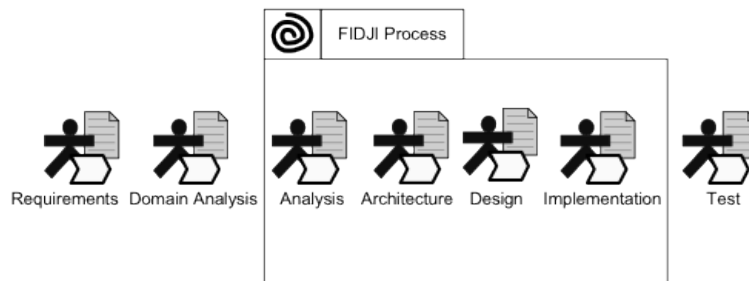 FIDJI Process
Requirements Domain Analysis Analysis Architecture Design Implementation Test